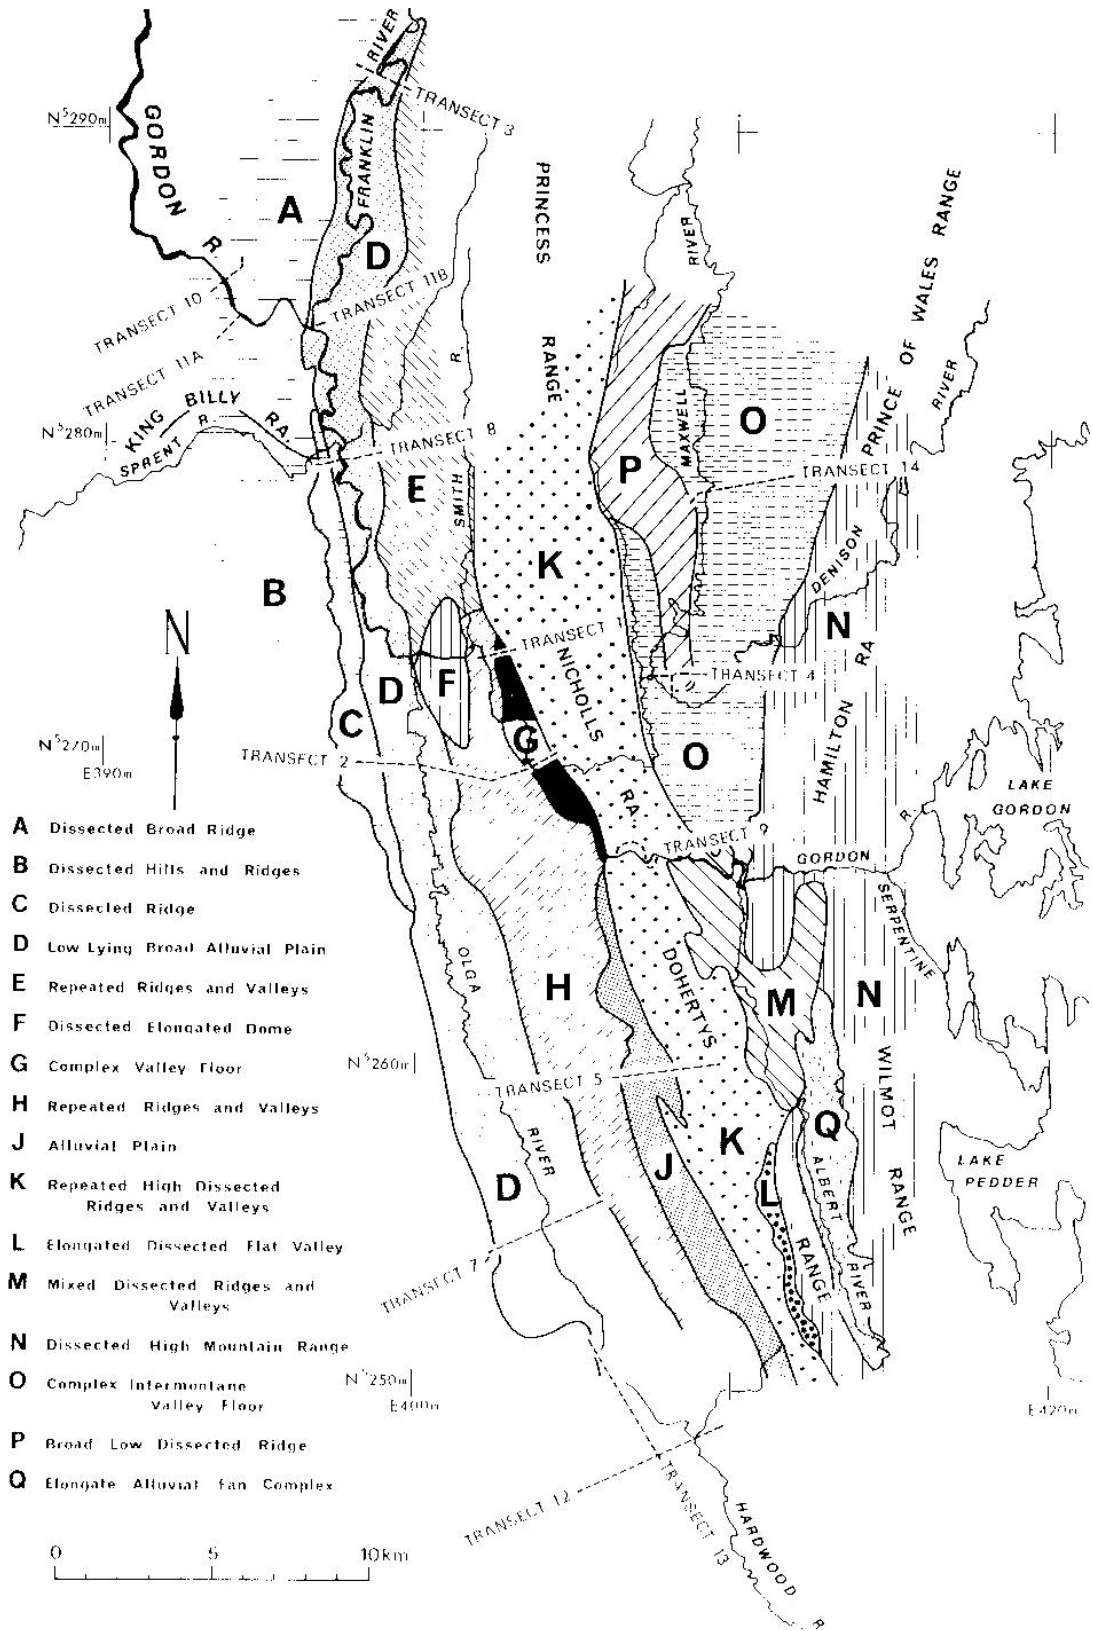 RIVER
TRANSECT 3
N⁵290m
GORDON
R.
FRANKLIN
PRINCESS
RANGE
RIVER
A
D
TRANSECT 10
TRANSECT 11B
PRINCE OF WALES RANGE
RIVER
TRANSECT 11A
KING BILLY RA.
SPRENT R.
N⁵280m
TRANSECT 8
R.
SMITH
E
MAXWELL
O
P
TRANSECT 14
K
DENISON
B
N
TRANSECT 1
NICHOLLS
RA
N
HAMILTON
RA
TRANSECT 4
D
F
C
G
O
N⁵270m
E390m
TRANSECT 2
LAKE
GORDON
TRANSECT 9
GORDON
R.
SERPENTINE
OLGA
RIVER
H
DOHERTYS
RANGE
M
N
WILMOT
RANGE
N⁵260m
TRANSECT 5
K
Q
J
L
ALBERT
RIVER
LAKE
PEDDER
D
TRANSECT 7
A Dissected Broad Ridge
B Dissected Hills and Ridges
C Dissected Ridge
D Low Lying Broad Alluvial Plain
E Repeated Ridges and Valleys
F Dissected Elongated Dome
G Complex Valley Floor
H Repeated Ridges and Valleys
J Alluvial Plain
K Repeated High Dissected
Ridges and Valleys
L Elongated Dissected Flat Valley
M Mixed Dissected Ridges and
Valleys
N Dissected High Mountain Range
O Complex Intermontane
Valley Floor
P Broad Low Dissected Ridge
Q Elongate Alluvial Fan Complex
N⁵250m
E400m
E420m
TRANSECT 12
TRANSECT 13
HARDWOOD
R
0 5 10km